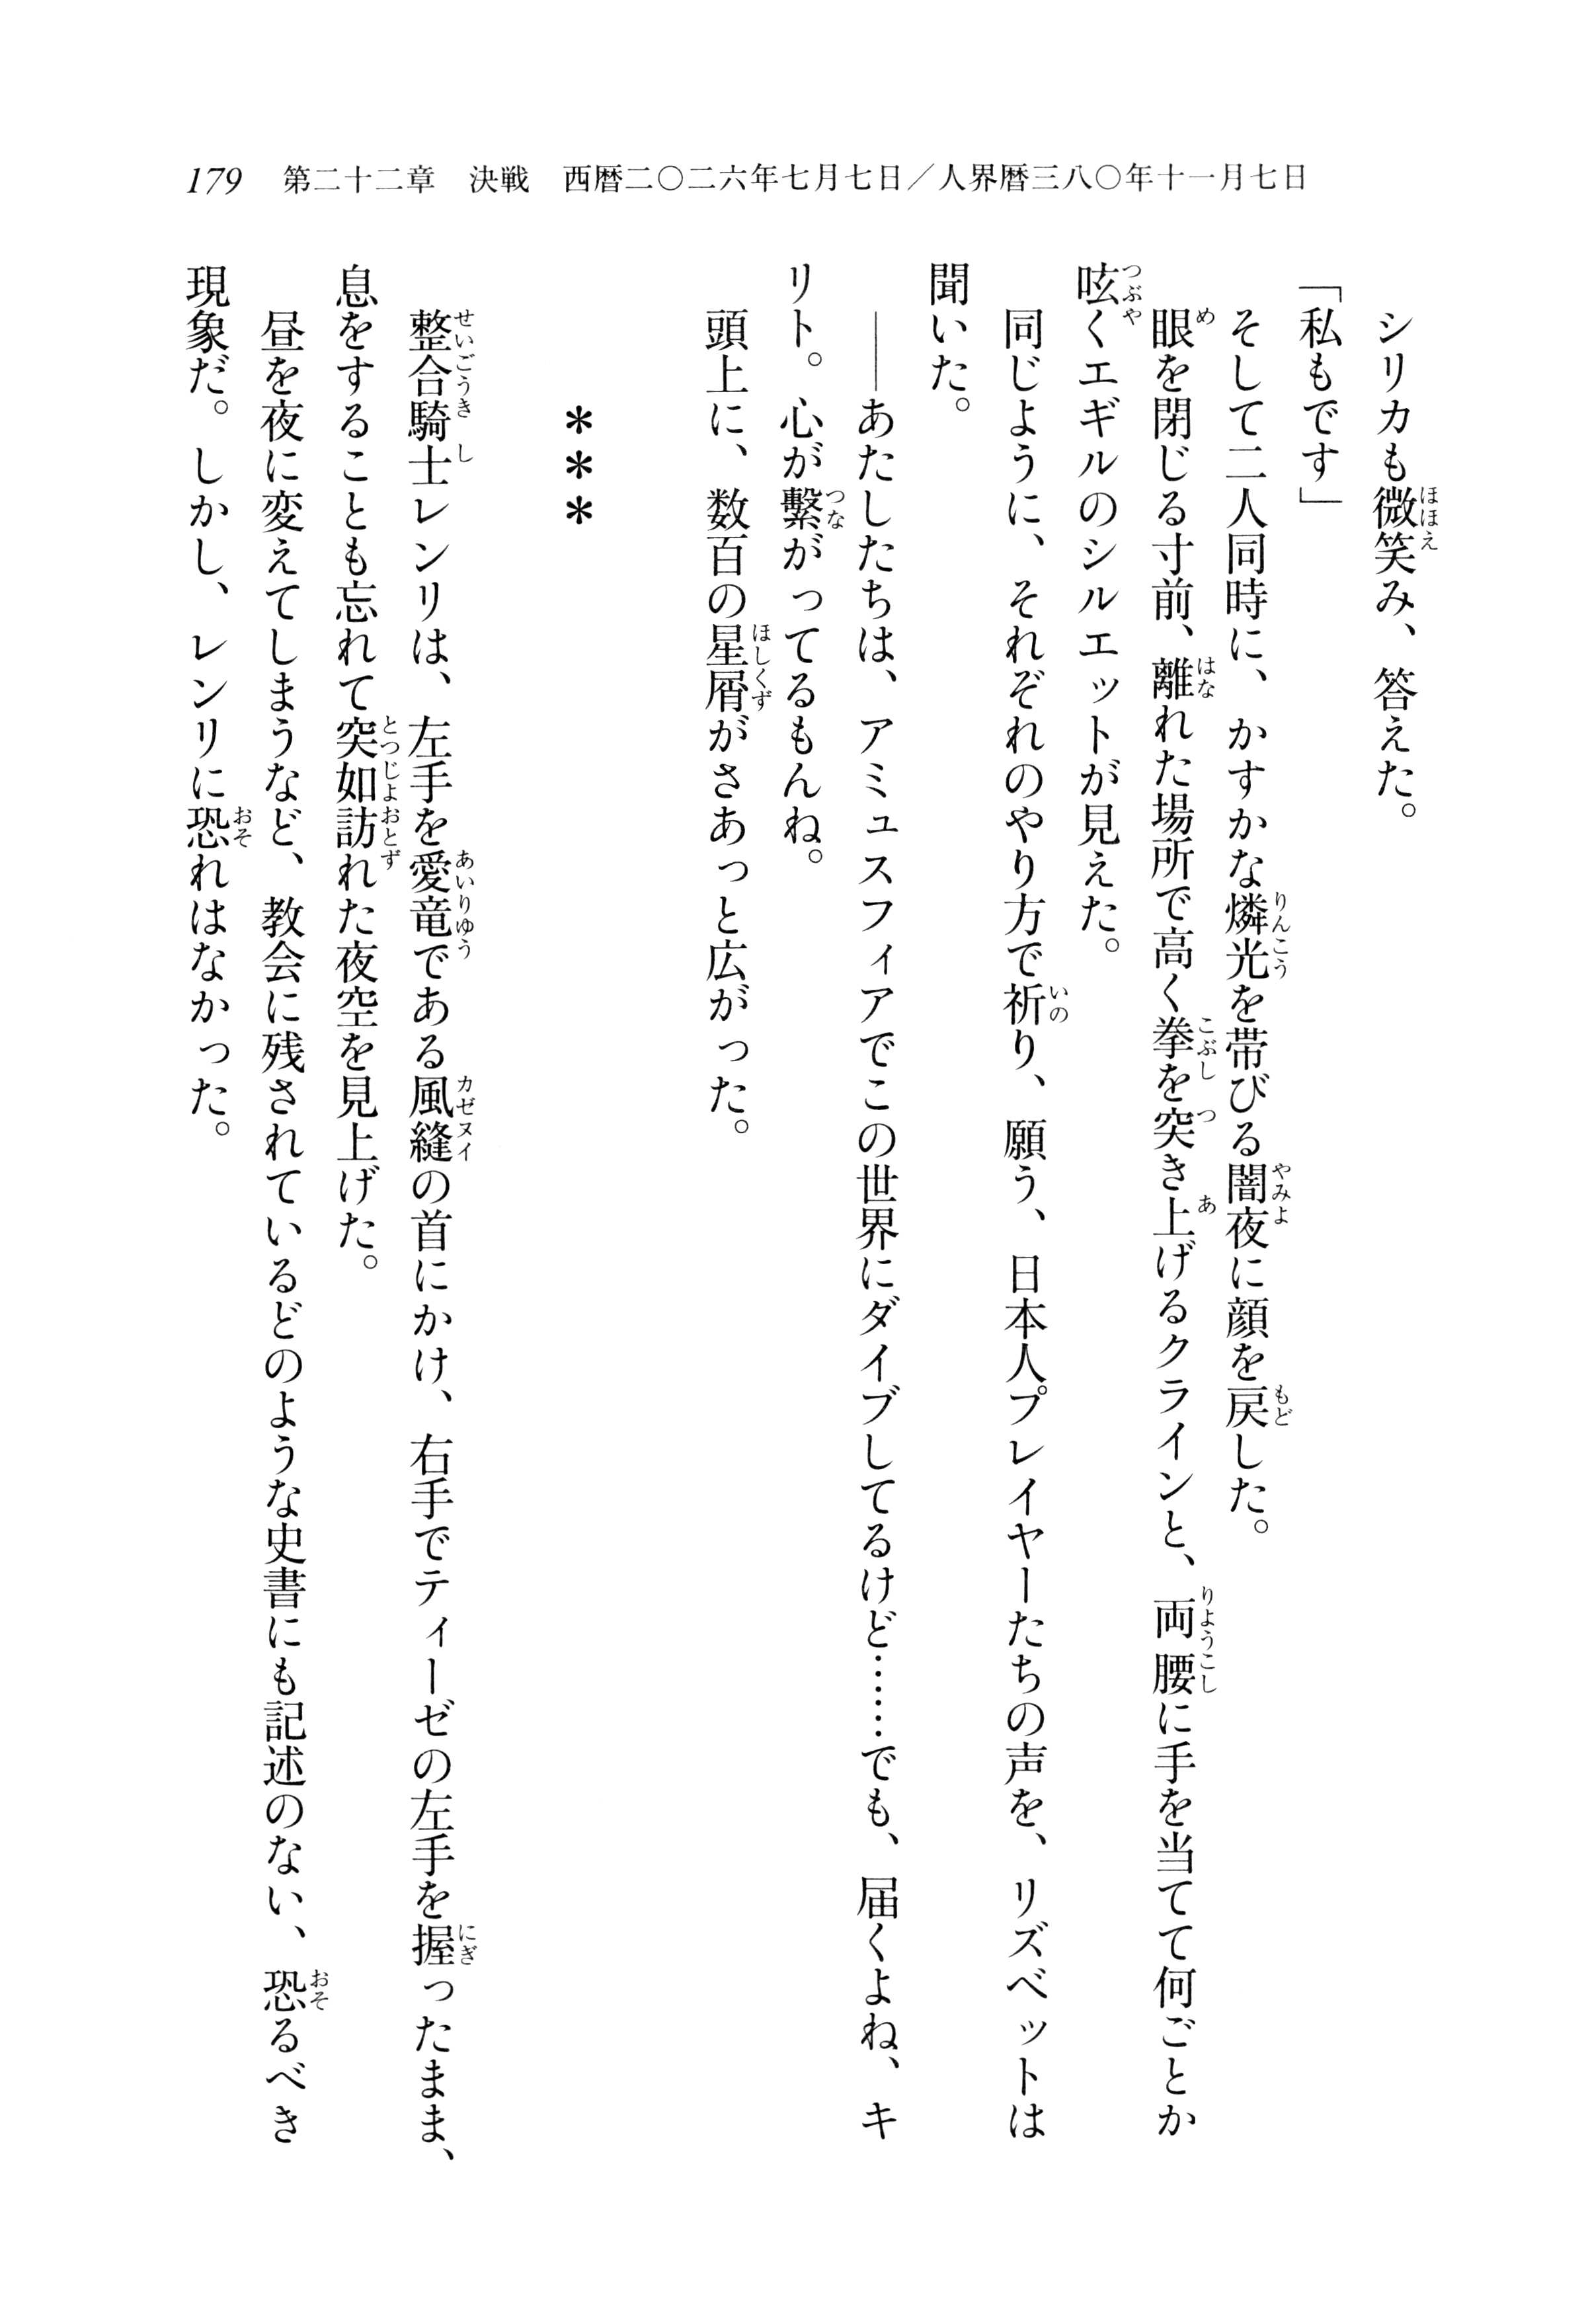 179 第二十二章 決戦 西暦二〇二六年七月七日／人界暦三八〇年十一月七日
シリカも微笑み、答えた。
「私もです」
そして二人同時に、かすかな燐光を帯びる闇夜に顔を戻した。
眼を閉じる寸前、離れた場所で高く拳を突き上げるクラインと、両腰に手を当てて何ごとか
呟くエギルのシルエットが見えた。
同じように、それぞれのやり方で祈り、願う、日本人プレイヤーたちの声を、リズベットは
聞いた。
――あたしたちは、アミュスフィアでこの世界にダイブしてるけど……でも、届くよね、キ
リト。心が繫がってるもんね。
頭上に、数百の星屑がさあっと広がった。
＊＊＊
整合騎士レンリは、左手を愛竜である風縫の首にかけ、右手でティーゼの左手を握ったまま、
息をすることも忘れて突如訪れた夜空を見上げた。
昼を夜に変えてしまうなど、教会に残されているどのような史書にも記述のない、恐るべき
現象だ。しかし、レンリに恐れはなかった。